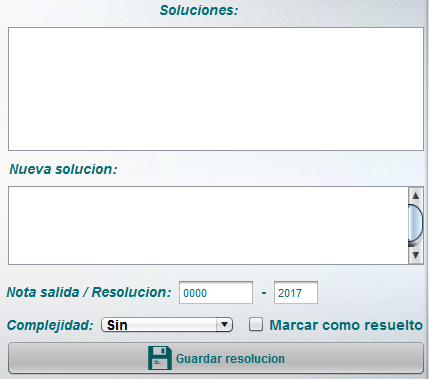 Soluciones:
Nueva solucion:
Nota salida / Resolucion: 0000 - 2017
Complejidad: Sin Marcar como resuelto
Guardar resolucion